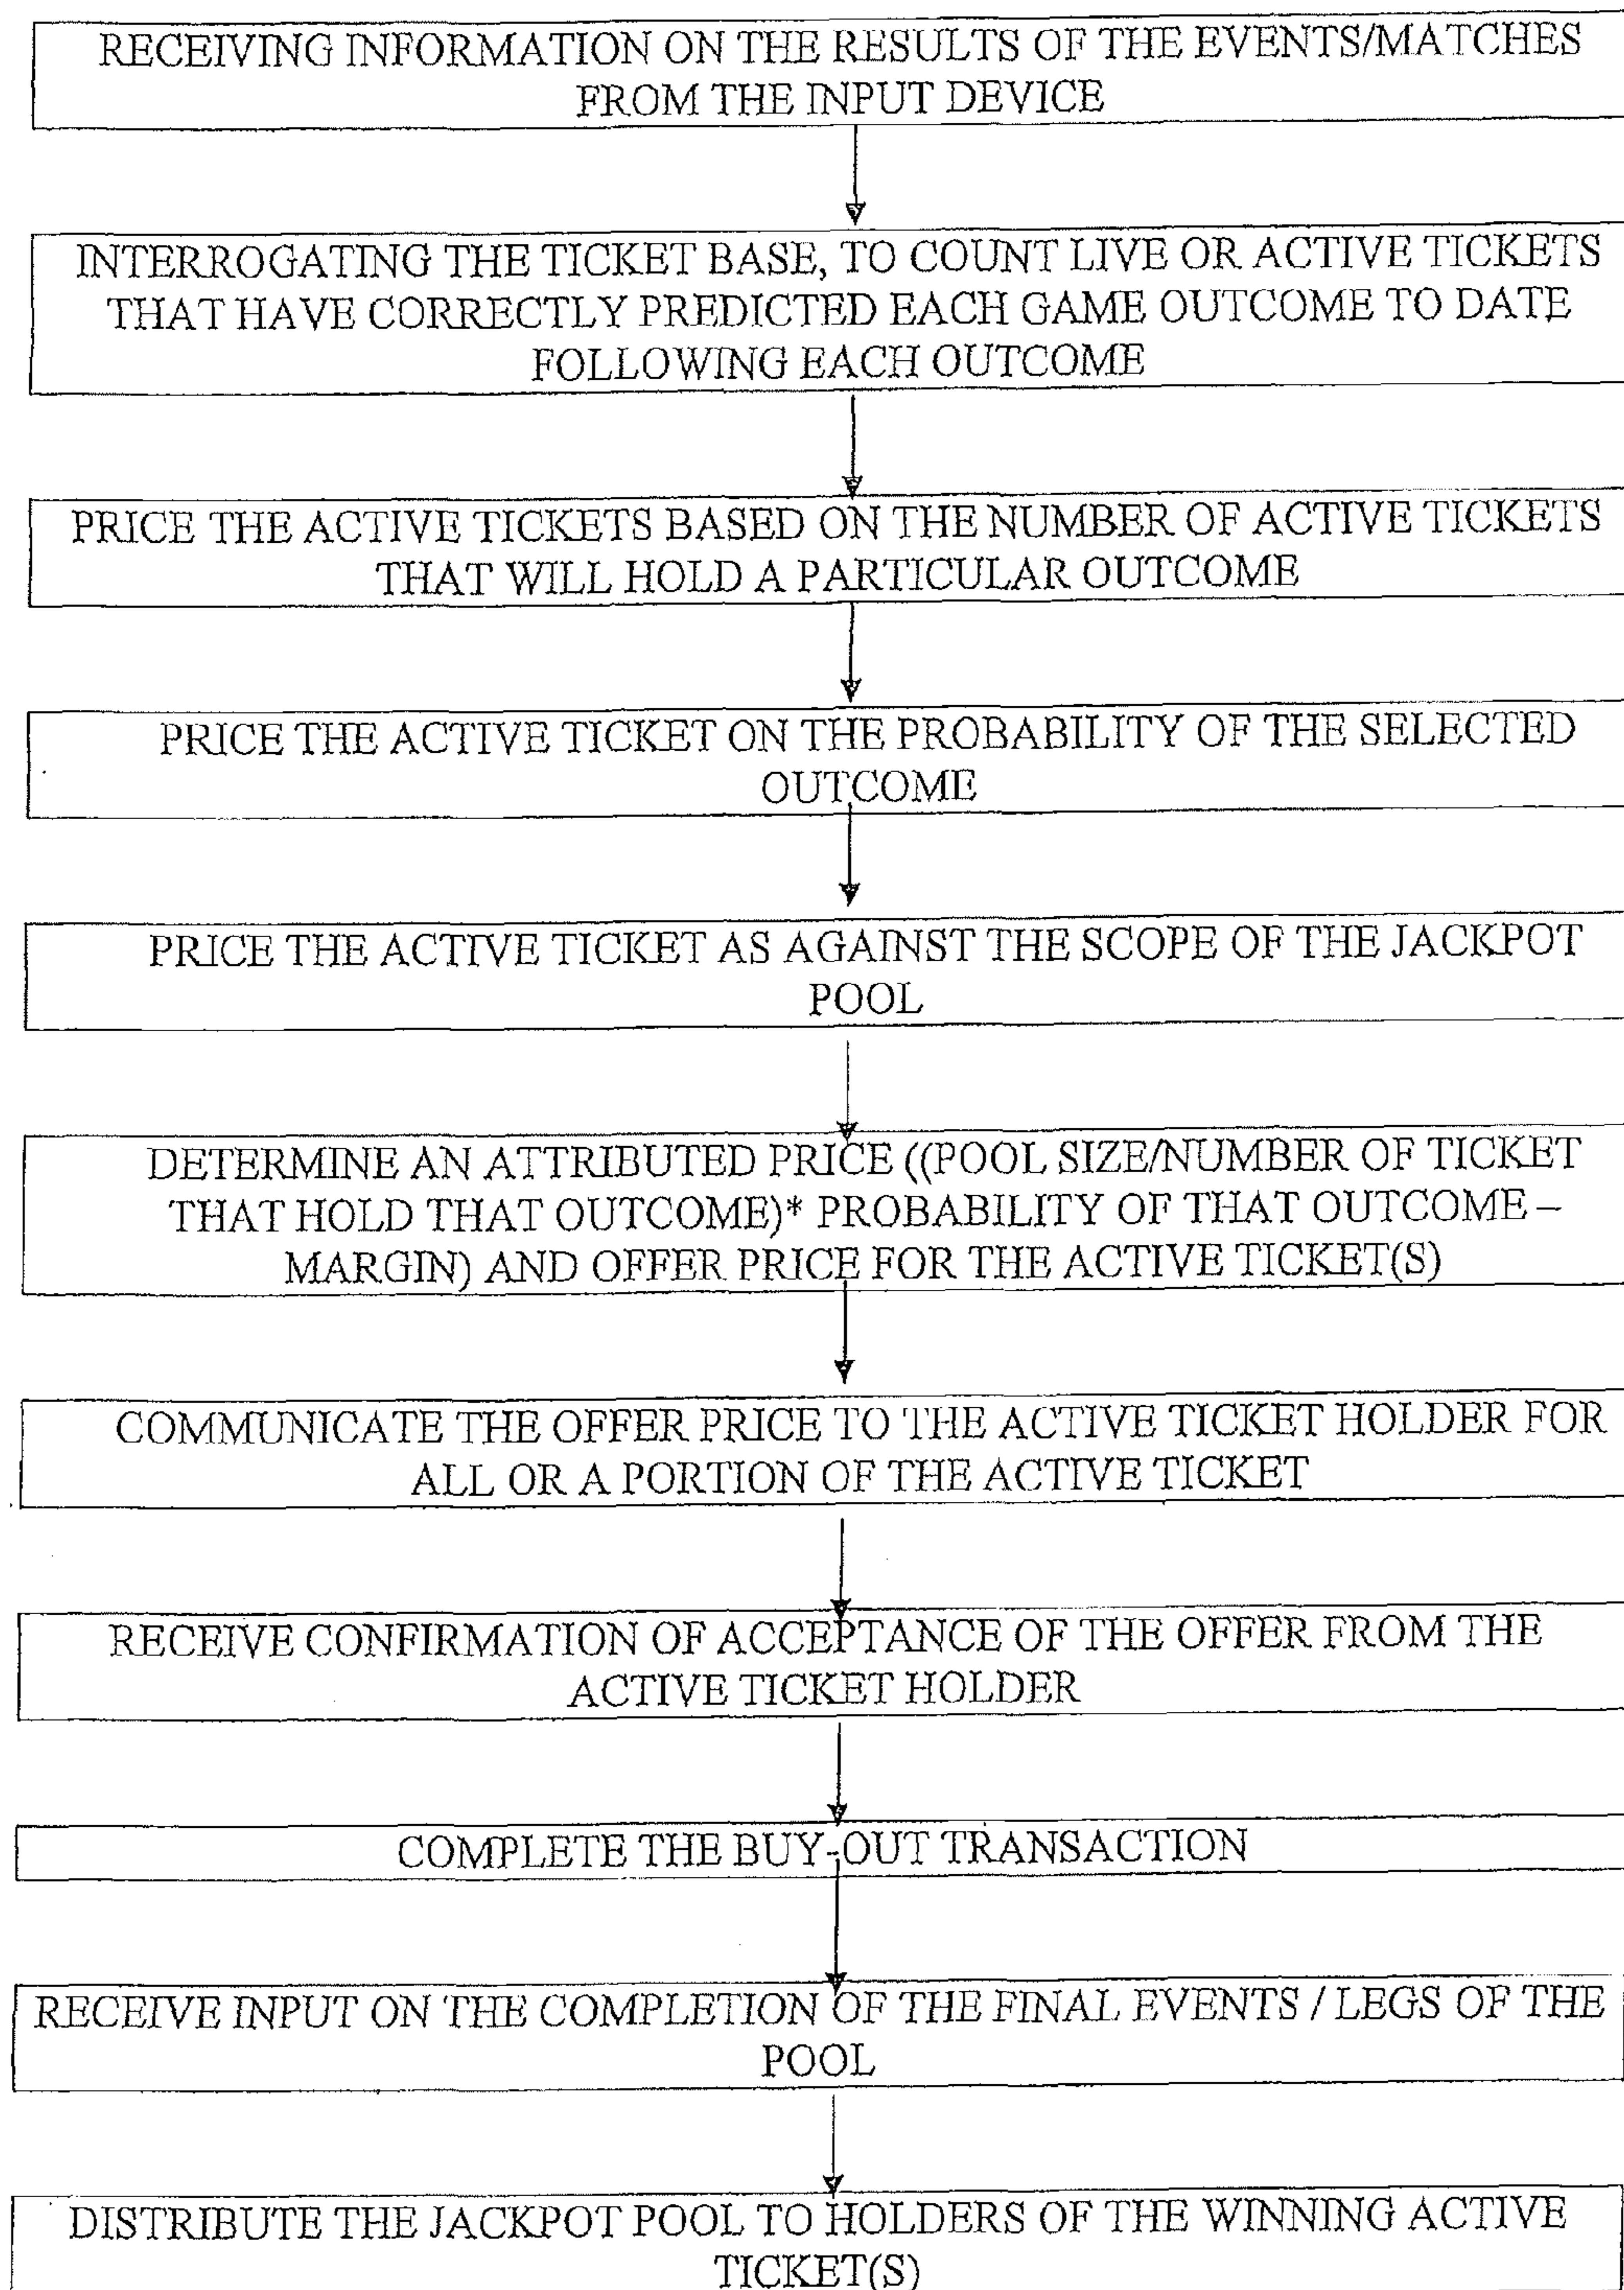 RECEIVING INFORMATION ON THE RESULTS OF THE EVENTS/MATCHES
FROM THE INPUT DEVICE
INTERROGATING THE TICKET BASE, TO COUNT LIVE OR ACTIVE TICKETS
THAT HAVE CORRECTLY PREDICTED EACH GAME OUTCOME TO DATE
FOLLOWING EACH OUTCOME
PRICE THE ACTIVE TICKETS BASED ON THE NUMBER OF ACTIVE TICKETS
THAT WILL HOLD A PARTICULAR OUTCOME
PRICE THE ACTIVE TICKET ON THE PROBABILITY OF THE SELECTED
OUTCOME
PRICE THE ACTIVE TICKET AS AGAINST THE SCOPE OF THE JACKPOT
POOL
DETERMINE AN ATTRIBUTED PRICE ((POOL SIZE/NUMBER OF TICKET
THAT HOLD THAT OUTCOME)* PROBABILITY OF THAT OUTCOME –
MARGIN) AND OFFER PRICE FOR THE ACTIVE TICKET(S)
COMMUNICATE THE OFFER PRICE TO THE ACTIVE TICKET HOLDER FOR
ALL OR A PORTION OF THE ACTIVE TICKET
RECEIVE CONFIRMATION OF ACCEPTANCE OF THE OFFER FROM THE
ACTIVE TICKET HOLDER
COMPLETE THE BUY-OUT TRANSACTION
RECEIVE INPUT ON THE COMPLETION OF THE FINAL EVENTS / LEGS OF THE
POOL
DISTRIBUTE THE JACKPOT POOL TO HOLDERS OF THE WINNING ACTIVE
TICKET(S)